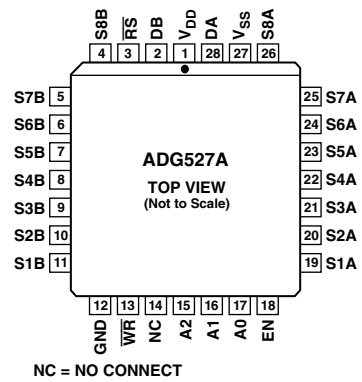 S8B RS DB VDD DA VSS S8A
4 3 2 1 28 27 26
S7B 5 25 S7A
S6B 6 24 S6A
S5B 7 23 S5A
S4B 8 22 S4A
S3B 9 21 S3A
S2B 10 20 S2A
S1B 11 19 S1A
ADG527A
TOP VIEW
(Not to Scale)
12 13 14 15 16 17 18
GND WR NC A2 A1 A0 EN
NC = NO CONNECT